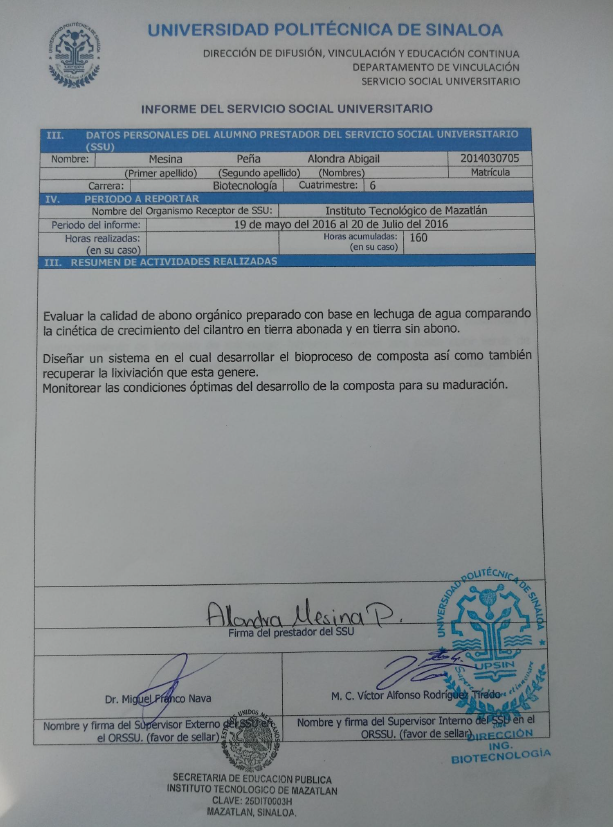 UNIVERSIDAD POLITÉCNICA DE SINALOA
DIRECCIÓN DE DIFUSIÓN, VINCULACIÓN Y EDUCACIÓN CONTINUA
DEPARTAMENTO DE VINCULACIÓN
SERVICIO SOCIAL UNIVERSITARIO
INFORME DEL SERVICIO SOCIAL UNIVERSITARIO
III. DATOS PERSONALES DEL ALUMNO PRESTADOR DEL SERVICIO SOCIAL UNIVERSITARIO
(SSU)
Nombre: Mesina Peña Alondra Abigail 2014030705
(Primer apellido) (Segundo apellido) (Nombres) Matrícula
Carrera: Biotecnología Cuatrimestre: 6
IV. PERIODO A REPORTAR
Nombre del Organismo Receptor de SSU: Instituto Tecnológico de Mazatlán
Periodo del informe: 19 de mayo del 2016 al 20 de Julio del 2016
Horas realizadas: Horas acumuladas: 160
(en su caso) (en su caso)
III. RESUMEN DE ACTIVIDADES REALIZADAS
Evaluar la calidad de abono orgánico preparado con base en lechuga de agua comparando
la cinética de crecimiento del cilantro en tierra abonada y en tierra sin abono.
Diseñar un sistema en el cual desarrollar el bioproceso de composta así como también
recuperar la lixiviación que esta genere.
Monitorear las condiciones óptimas del desarrollo de la composta para su maduración.
Alondra Mesina P.
Firma del prestador del SSU
UNIVERSIDAD POLITÉCNICA DE SINALOA
UPSIN
Dr. Miguel Franco Nava M. C. Víctor Alfonso Rodríguez Tirado
Nombre y firma del Supervisor Externo del SSU en Nombre y firma del Supervisor Interno del SSU en el
el ORSSU. (favor de sellar) ORSSU. (favor de sellar)
DIRECCIÓN
ING.
BIOTECNOLOGÍA
SECRETARIA DE EDUCACION PUBLICA
INSTITUTO TECNOLOGICO DE MAZATLAN
CLAVE: 25DIT0003H
MAZATLAN, SINALOA.